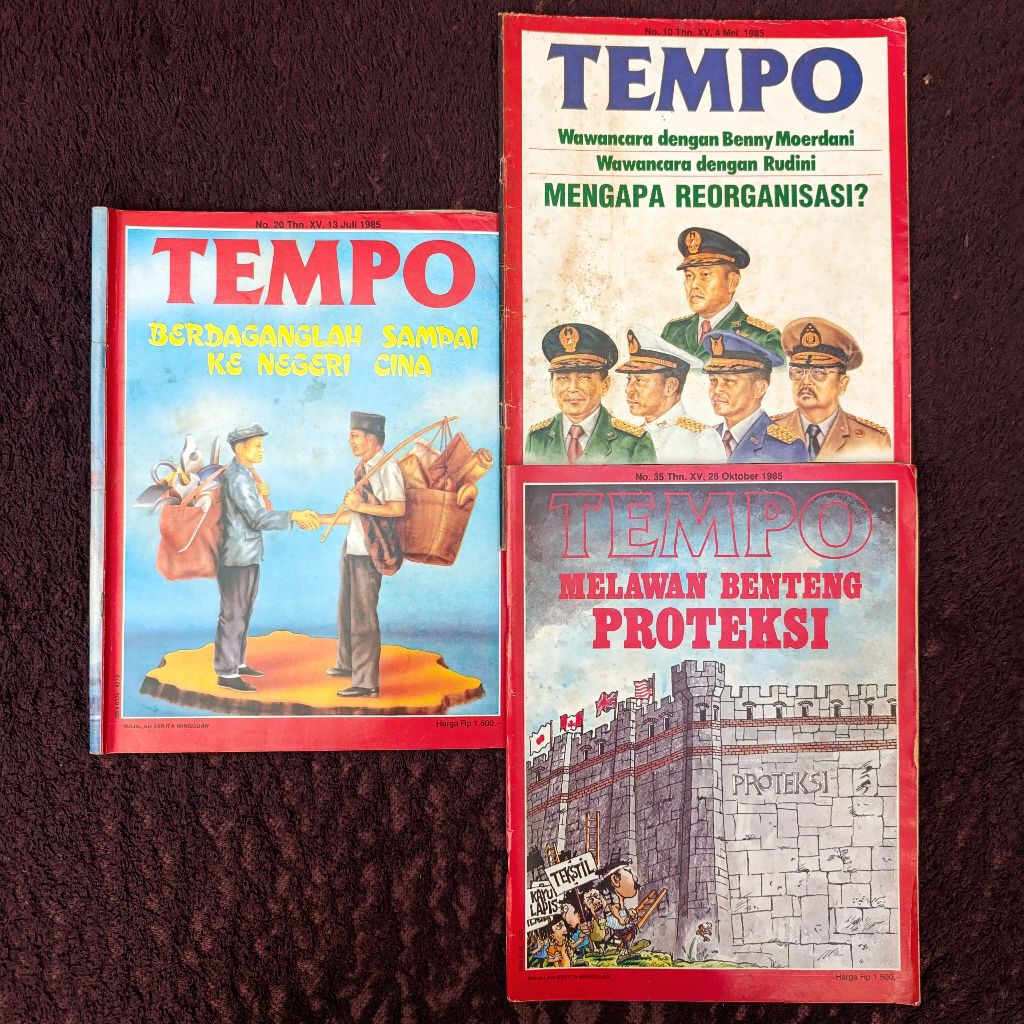 No. 20 Thn. XV, 13 Juli 1985
TEMPO
BERDAGANGLAH SAMPAI
KE NEGERI CINA
MAJALAH BERITA MINGGUAN
Harga Rp 1.500,-
No. 10 Thn. XV, 4 Mei 1985
TEMPO
Wawancara dengan Benny Moerdani
Wawancara dengan Rudini
MENGAPA REORGANISASI?
No. 35 Thn. XV, 26 Oktober 1985
TEMPO
MELAWAN BENTENG
PROTEKSI
PROTEKSI
TEKSTIL
KAYU
LAPIS
MAJALAH BERITA MINGGUAN
Harga Rp 1.500,-